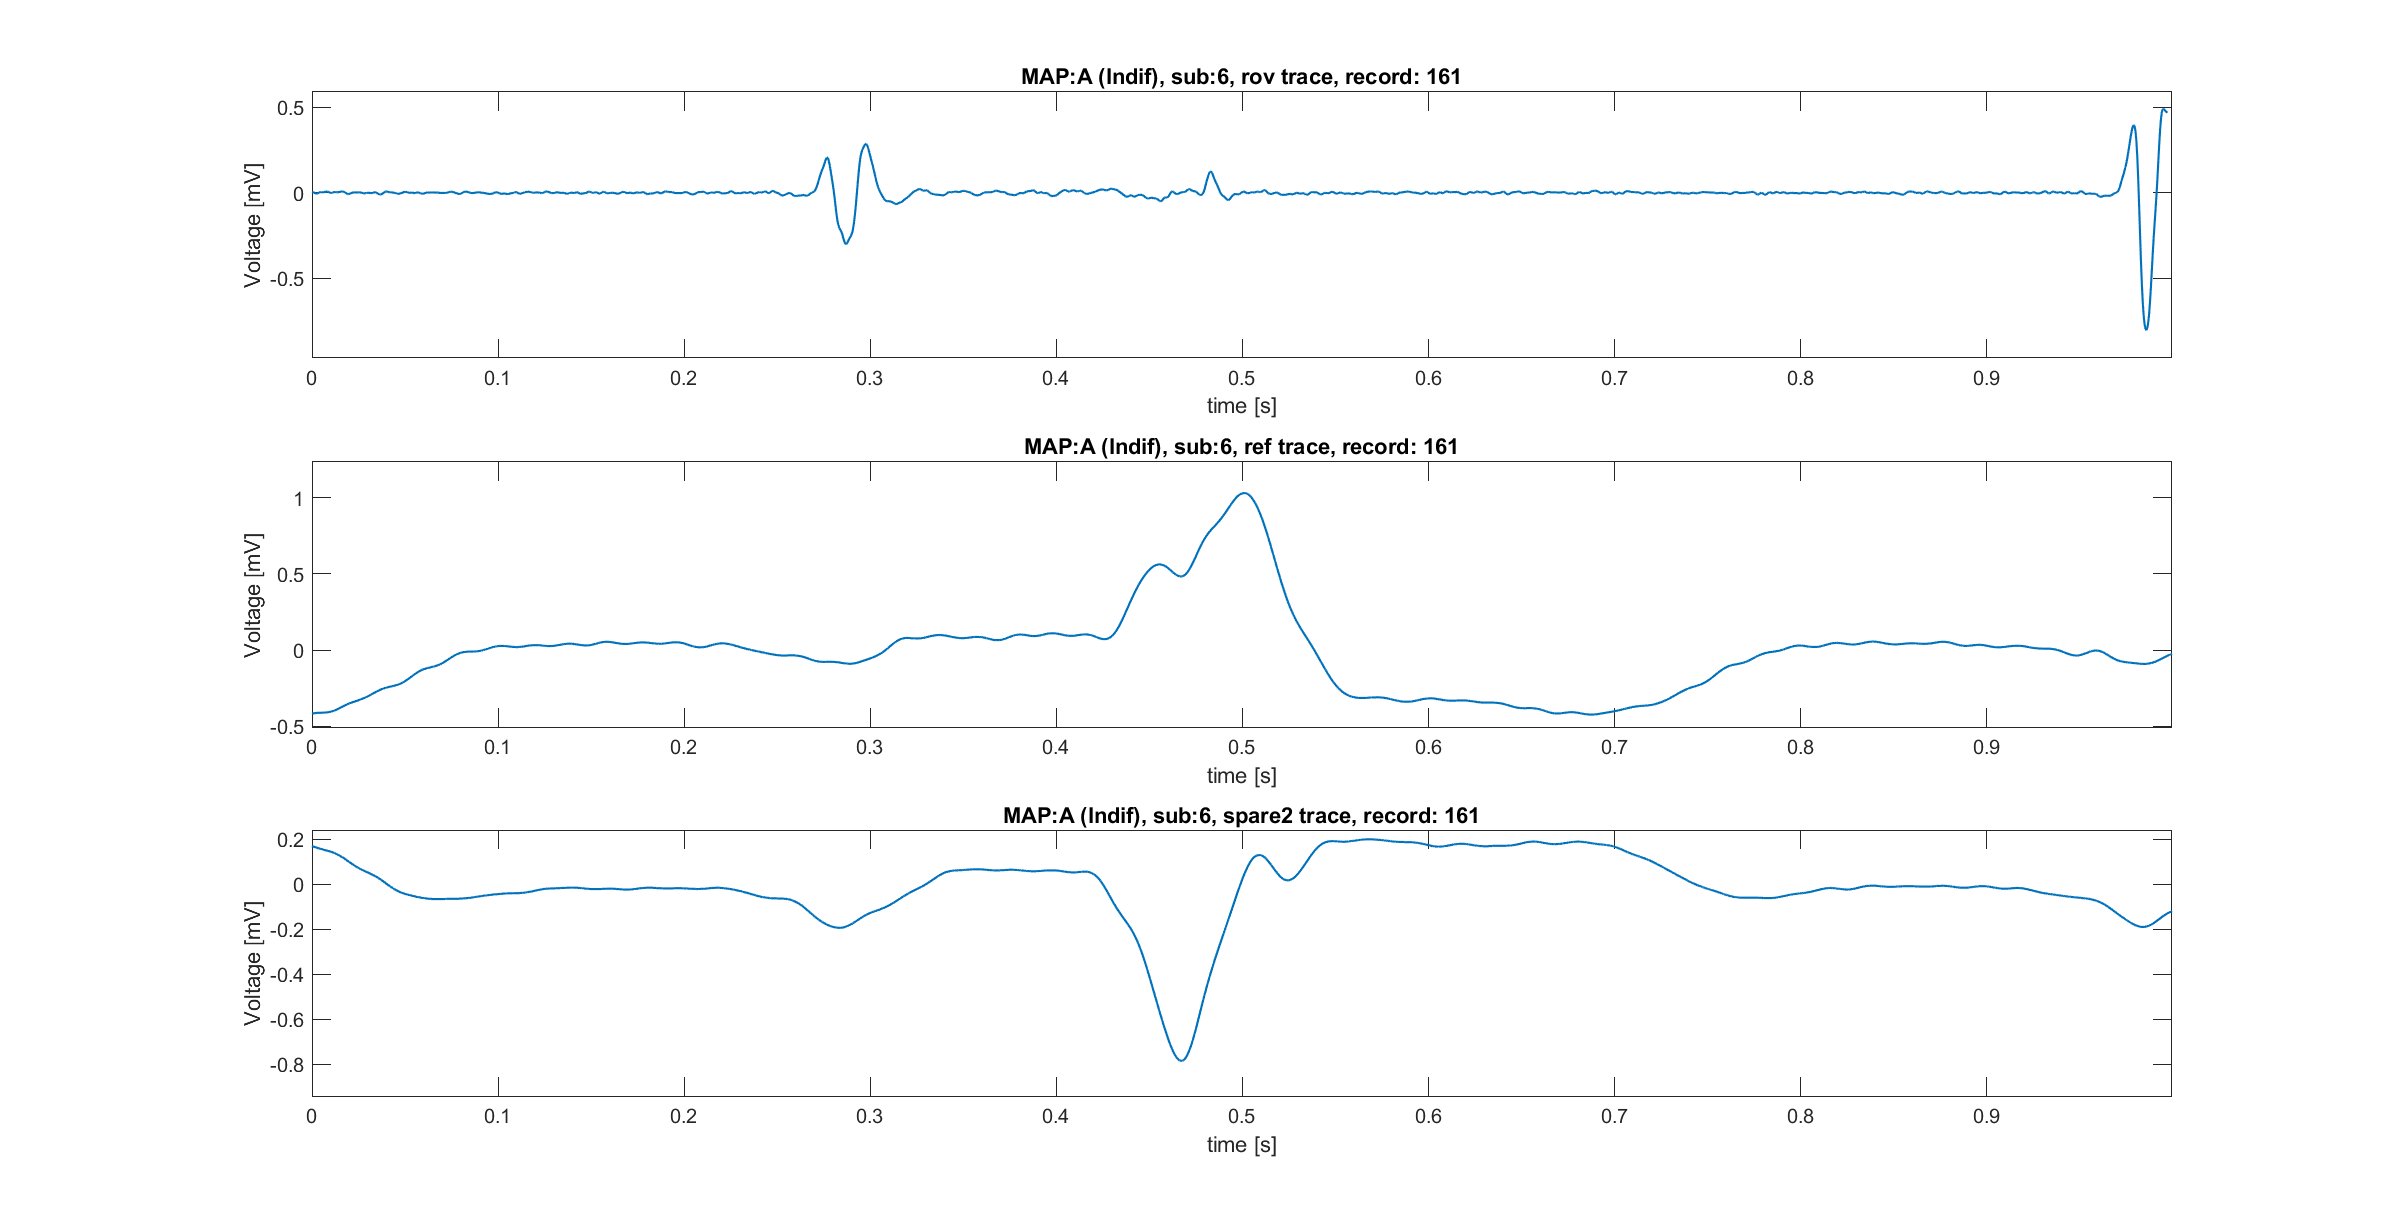 MAP:A (Indif), sub:6, rov trace, record: 161
Voltage [mV]
0.5
0
-0.5
0 0.1 0.2 0.3 0.4 0.5 0.6 0.7 0.8 0.9
time [s]
MAP:A (Indif), sub:6, ref trace, record: 161
Voltage [mV]
1
0.5
0
-0.5
0 0.1 0.2 0.3 0.4 0.5 0.6 0.7 0.8 0.9
time [s]
MAP:A (Indif), sub:6, spare2 trace, record: 161
Voltage [mV]
0.2
0
-0.2
-0.4
-0.6
-0.8
0 0.1 0.2 0.3 0.4 0.5 0.6 0.7 0.8 0.9
time [s]